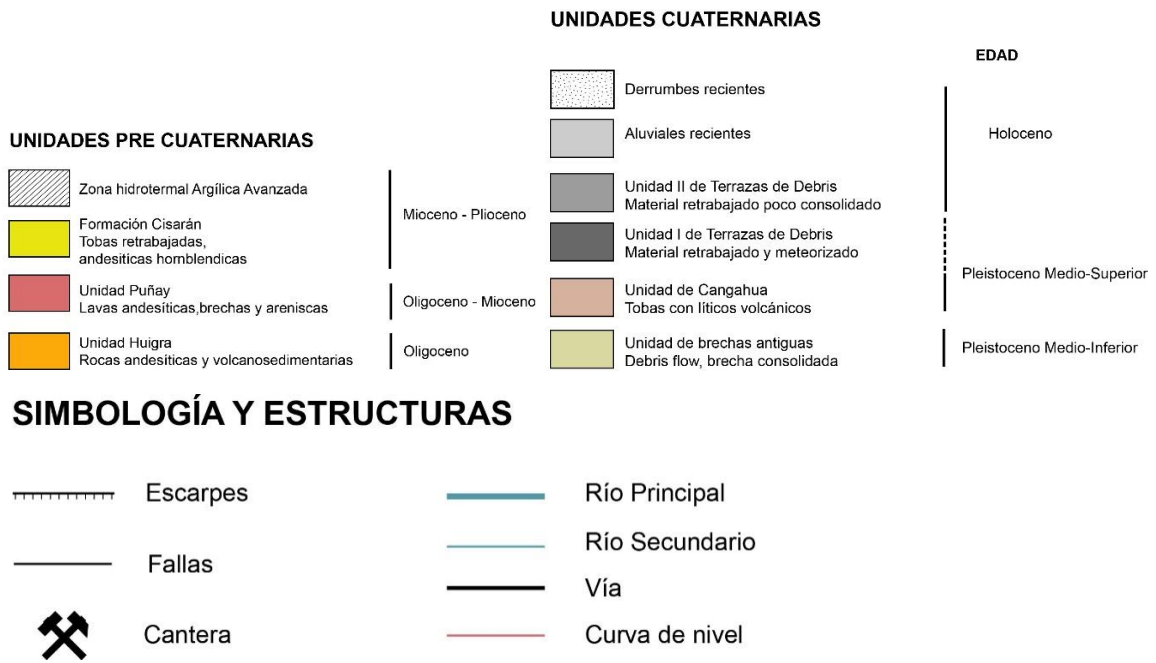 UNIDADES CUATERNARIAS
EDAD
Derrumbes recientes
Aluviales recientes
Holoceno
Unidad II de Terrazas de Debris
Material retrabajado poco consolidado
Unidad I de Terrazas de Debris
Material retrabajado y meteorizado
Pleistoceno Medio-Superior
Unidad de Cangahua
Tobas con líticos volcánicos
Unidad de brechas antiguas
Debris flow, brecha consolidada
Pleistoceno Medio-Inferior
UNIDADES PRE CUATERNARIAS
Zona hidrotermal Argílica Avanzada
Mioceno - Plioceno
Formación Cisarán
Tobas retrabajadas,
andesiticas hornblendicas
Unidad Puñay
Lavas andesíticas,brechas y areniscas
Oligoceno - Mioceno
Unidad Huigra
Rocas andesíticas y volcanosedimentarias
Oligoceno
SIMBOLOGÍA Y ESTRUCTURAS
Escarpes
Fallas
Cantera
Río Principal
Río Secundario
Vía
Curva de nivel